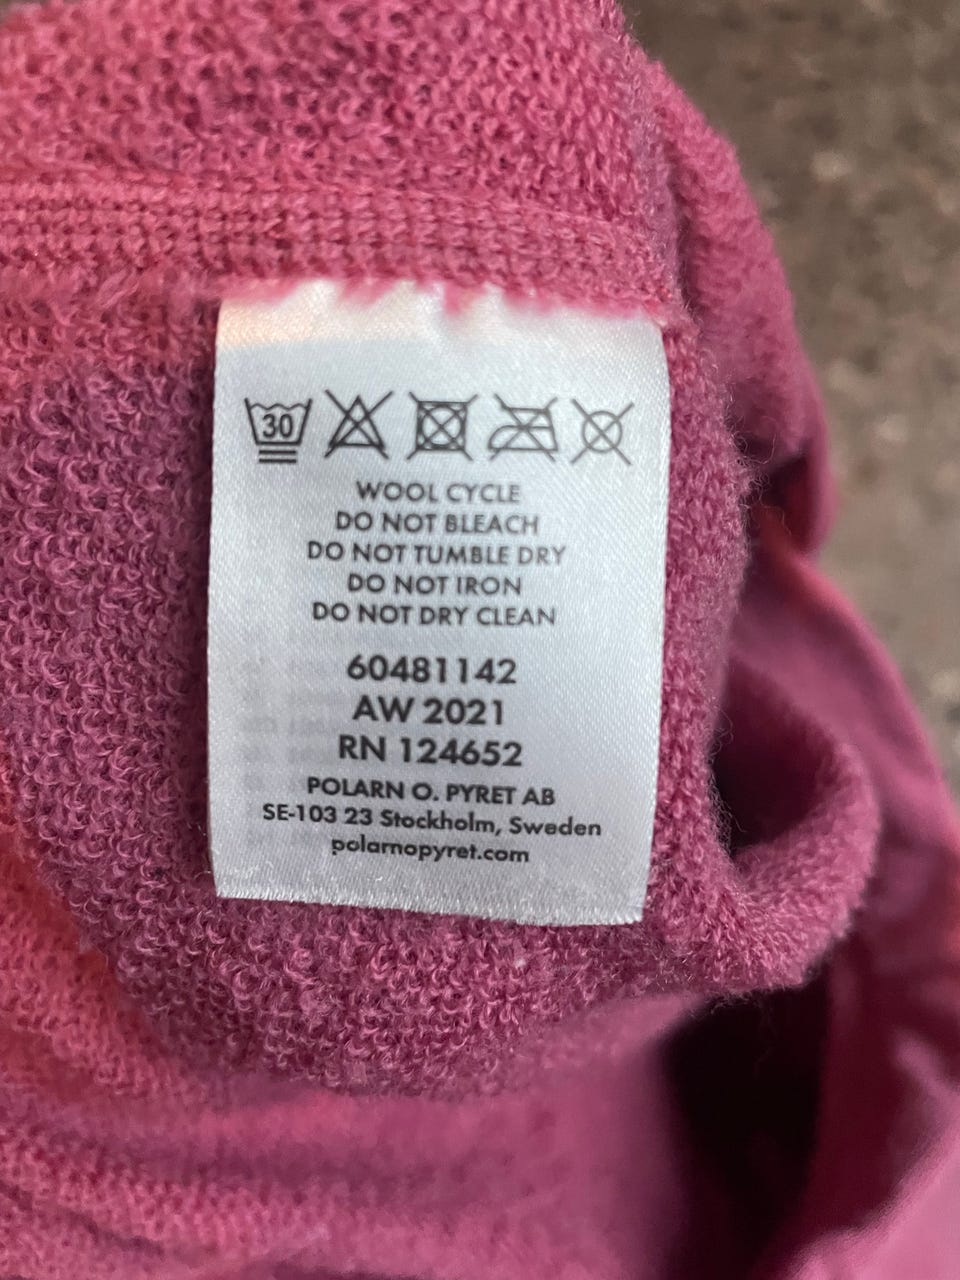 30
WOOL CYCLE
DO NOT BLEACH
DO NOT TUMBLE DRY
DO NOT IRON
DO NOT DRY CLEAN
60481142
AW 2021
RN 124652
POLARN O. PYRET AB
SE-103 23 Stockholm, Sweden
polarnopyret.com